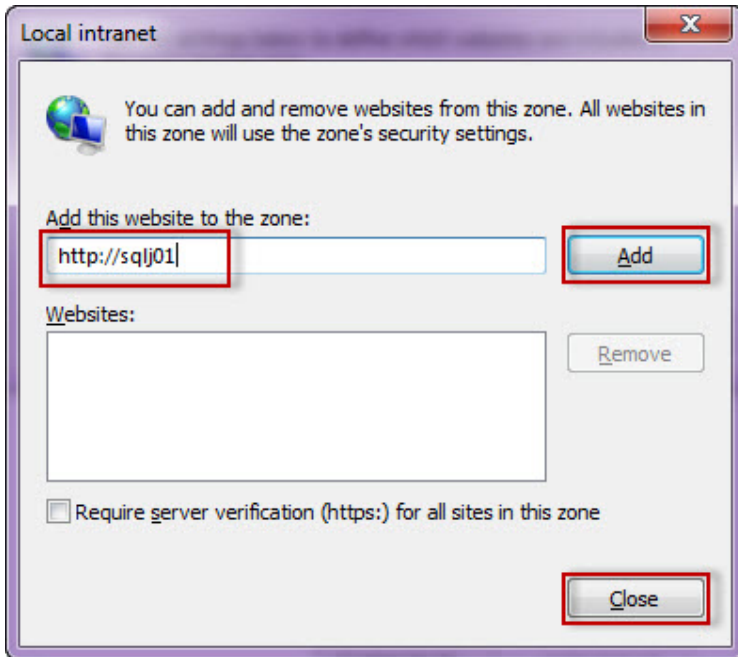 Local intranet
You can add and remove websites from this zone. All websites in
this zone will use the zone's security settings.
Add this website to the zone:
http://sqlj01
Add
Websites:
Remove
Require server verification (https:) for all sites in this zone
Close